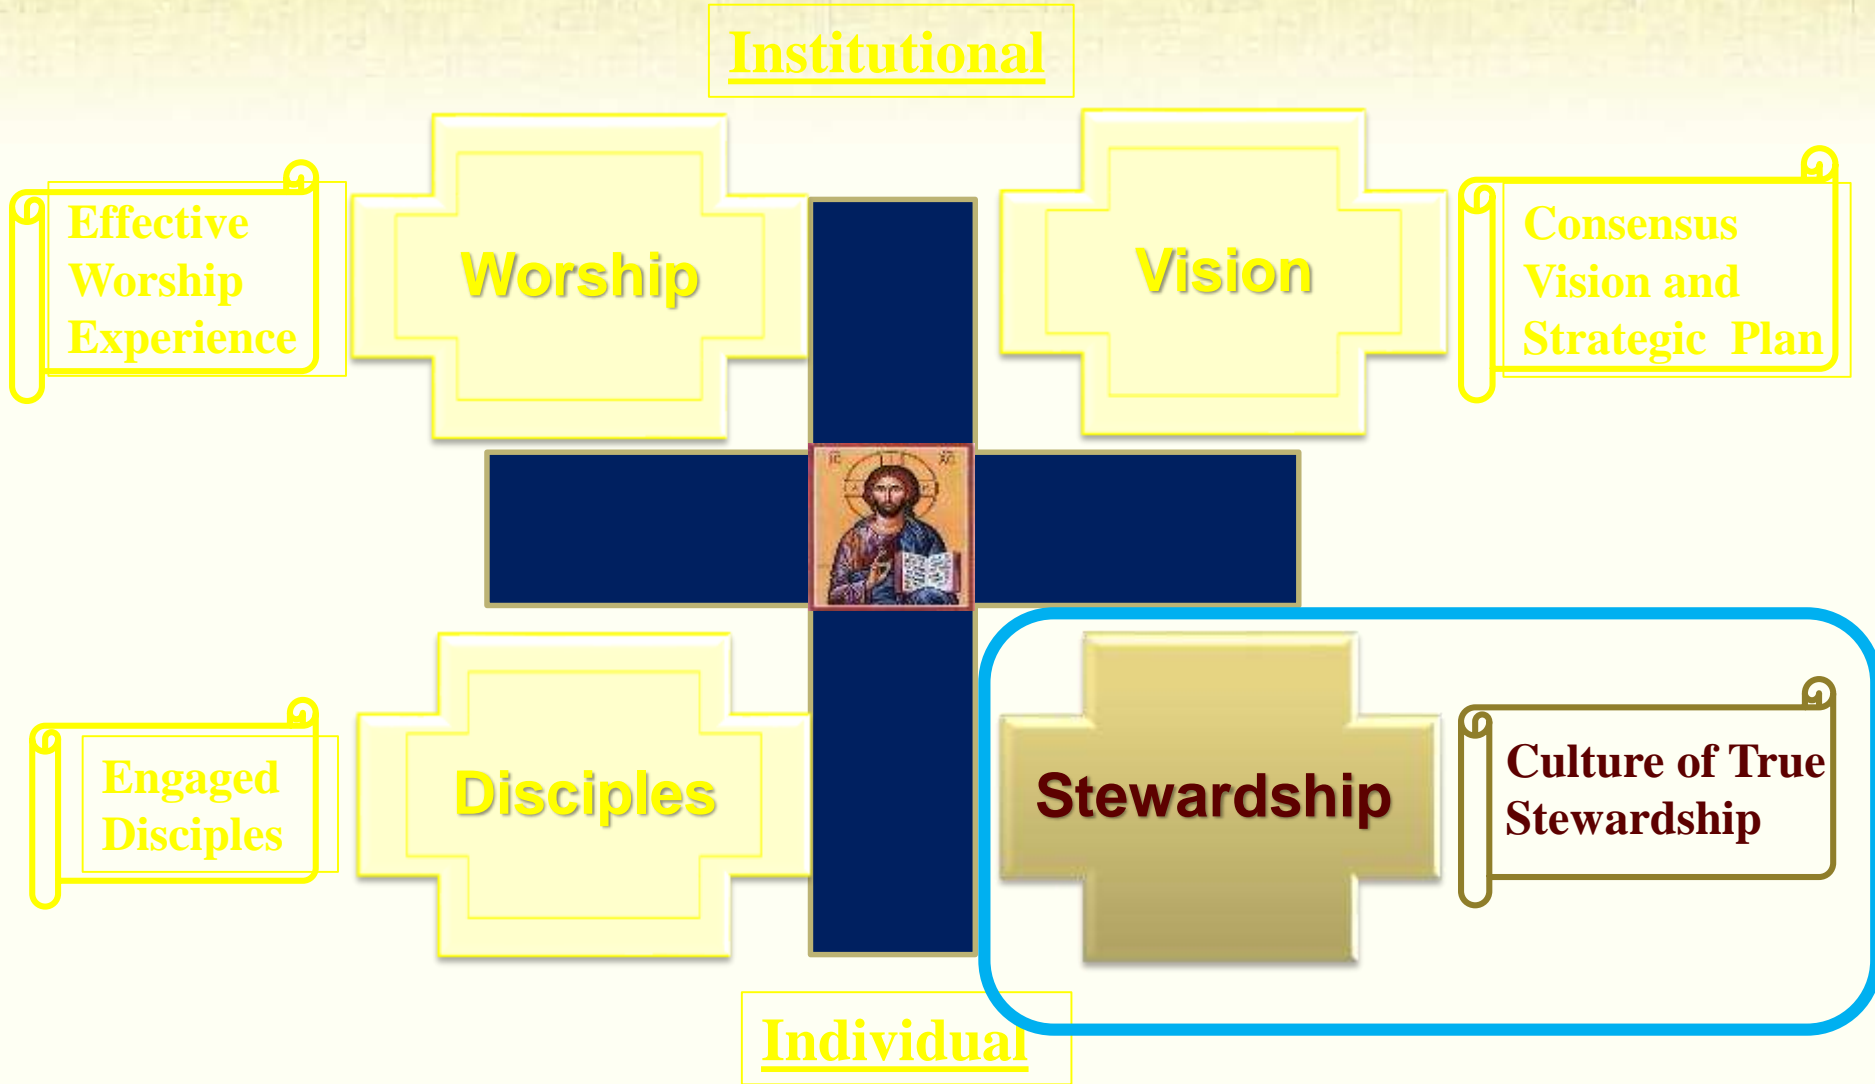 Institutional
Effective
Worship
Experience
Worship
Vision
Consensus
Vision and
Strategic Plan
Engaged
Disciples
Disciples
Stewardship
Culture of True
Stewardship
Individual